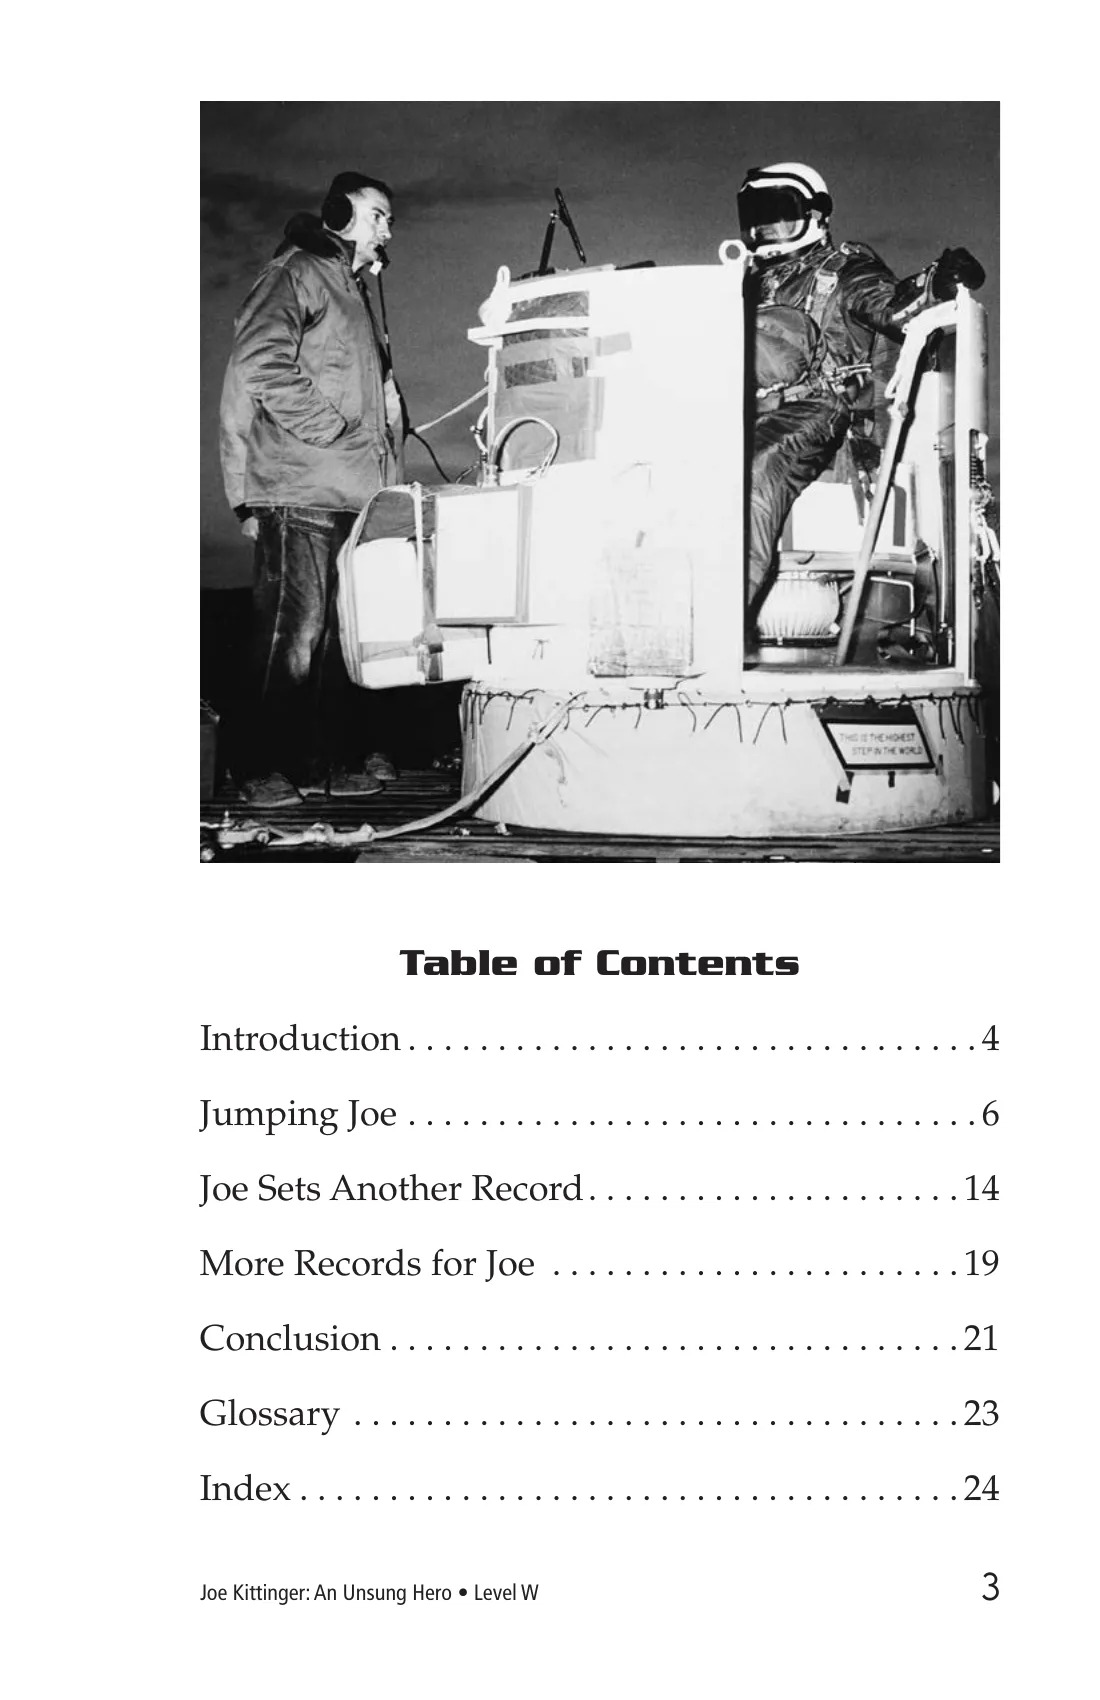 THIS IS THE HIGHEST
STEP IN THE WORLD
Table of Contents
Introduction . . . . . . . . . . . . . . . . . . . . . . . . . . . . . . . . 4
Jumping Joe . . . . . . . . . . . . . . . . . . . . . . . . . . . . . . . . 6
Joe Sets Another Record . . . . . . . . . . . . . . . . . . . . . 14
More Records for Joe . . . . . . . . . . . . . . . . . . . . . . . 19
Conclusion . . . . . . . . . . . . . . . . . . . . . . . . . . . . . . . . 21
Glossary . . . . . . . . . . . . . . . . . . . . . . . . . . . . . . . . . . 23
Index . . . . . . . . . . . . . . . . . . . . . . . . . . . . . . . . . . . . . 24
Joe Kittinger: An Unsung Hero • Level W 3